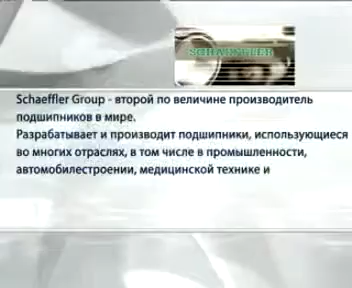 SCHAEFFLER
Schaeffler Group - второй по величине производитель
подшипников в мире.
Разрабатывает и производит подшипники, использующиеся
во многих отраслях, в том числе в промышленности,
автомобилестроении, медицинской технике и